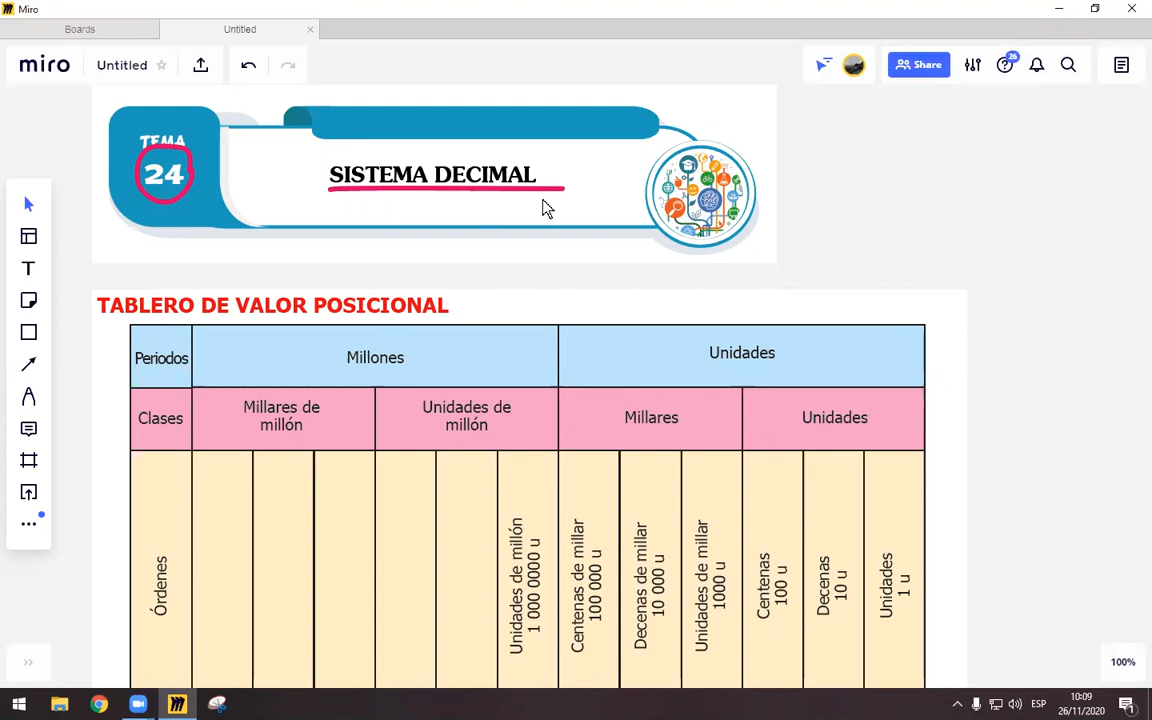 Miro
Boards
Untitled
miro
Untitled
Share
26
TEMA
24
SISTEMA DECIMAL
TABLERO DE VALOR POSICIONAL
Periodos
Millones
Unidades
Clases
Millares de
millón
Unidades de
millón
Millares
Unidades
Órdenes
Unidades de millón
1 000 0000 u
Centenas de millar
100 000 u
Decenas de millar
10 000 u
Unidades de millar
1000 u
Centenas
100 u
Decenas
10 u
Unidades
1 u
100%
ESP
10:09
26/11/2020
1